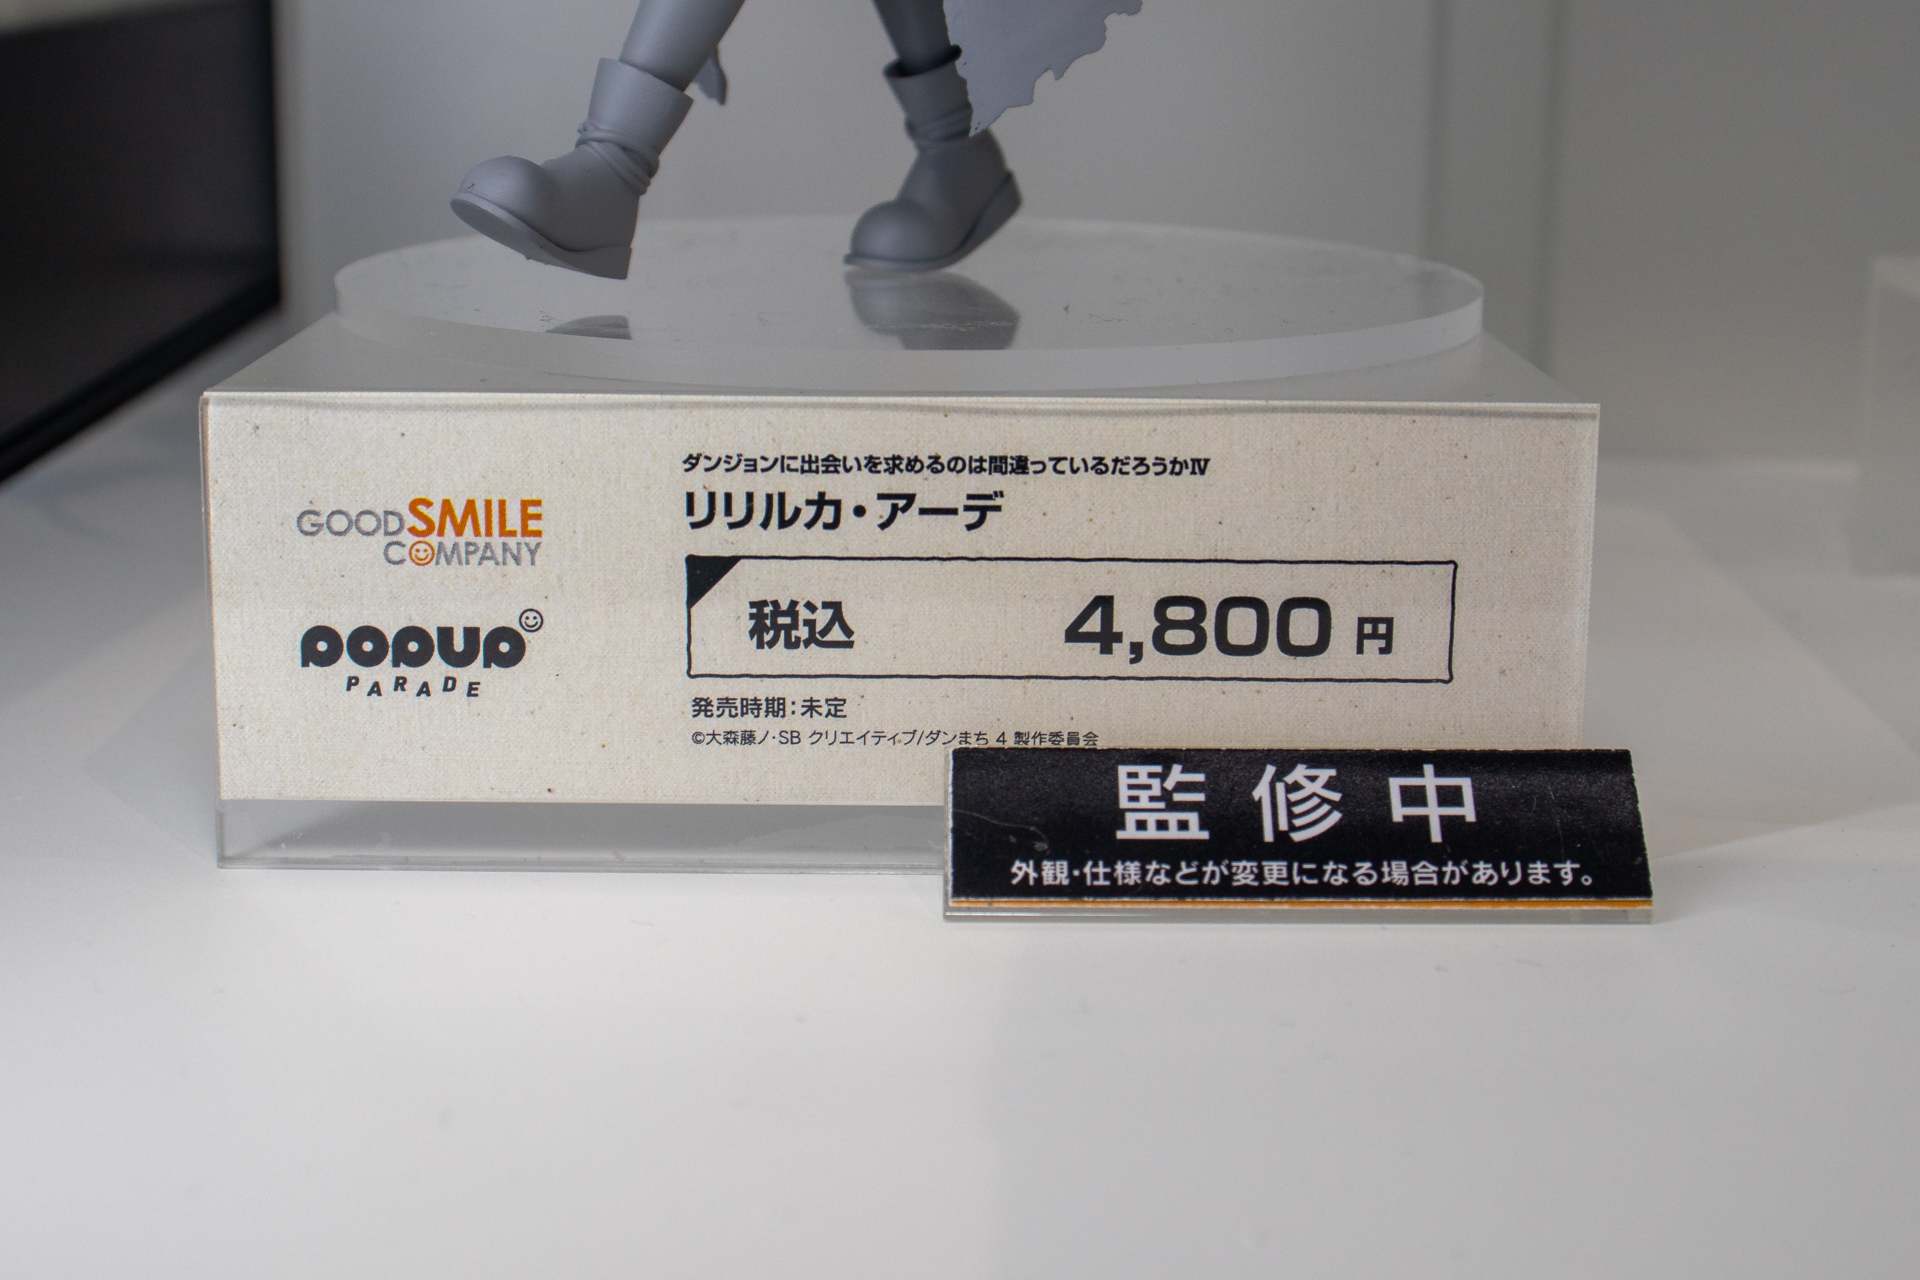 GOOD SMILE
COMPANY
POPUP
PARADE
ダンジョンに出会いを求めるのは間違っているだろうかⅣ
リリルカ・アーデ
税込 4,800 円
発売時期：未定
©大森藤ノ・SB クリエイティブ/ダンまち 4 製作委員会
監修中
外観・仕様などが変更になる場合があります。